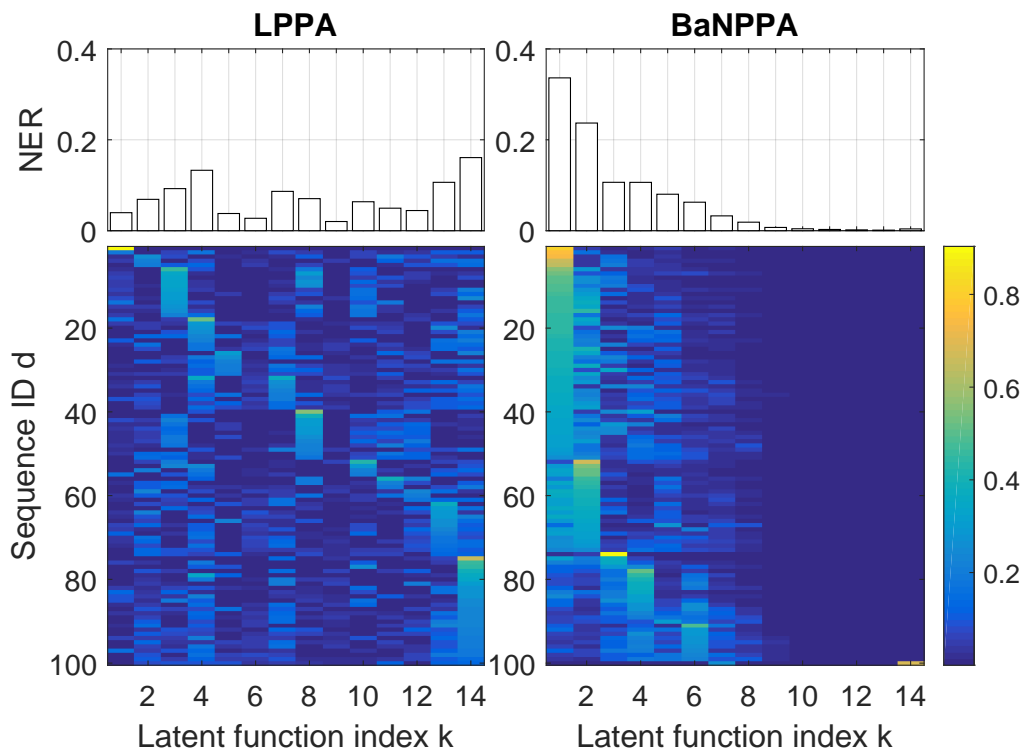 LPPA BaNPPA
0.4 0.4
NER
0.2 0.2
0 0
Sequence ID d
20 20 0.8
40 40 0.6
60 60 0.4
80 80 0.2
100 100
2 4 6 8 10 12 14 2 4 6 8 10 12 14
Latent function index k Latent function index k